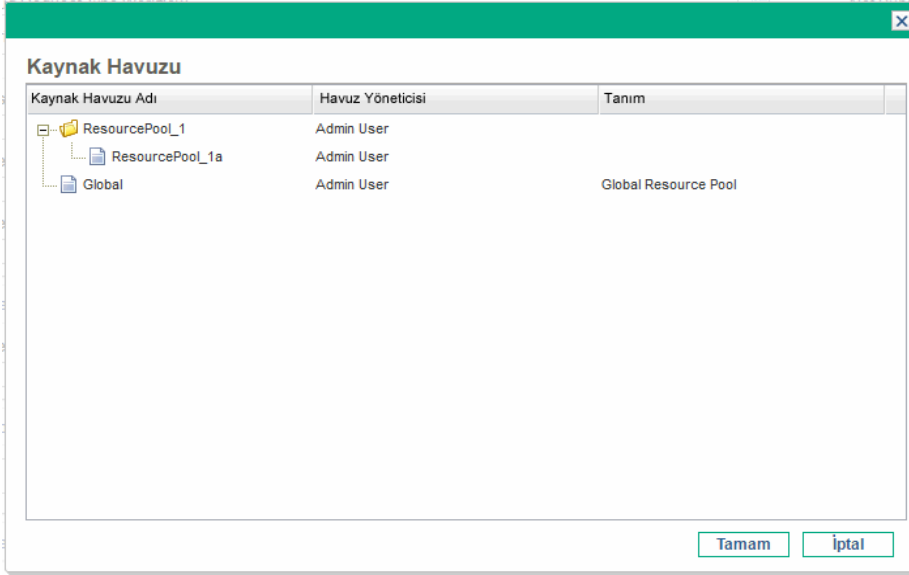 Kaynak Havuzu
Kaynak Havuzu Adı Havuz Yöneticisi Tanım
ResourcePool_1 Admin User
ResourcePool_1a Admin User
Global Admin User Global Resource Pool
Tamam İptal